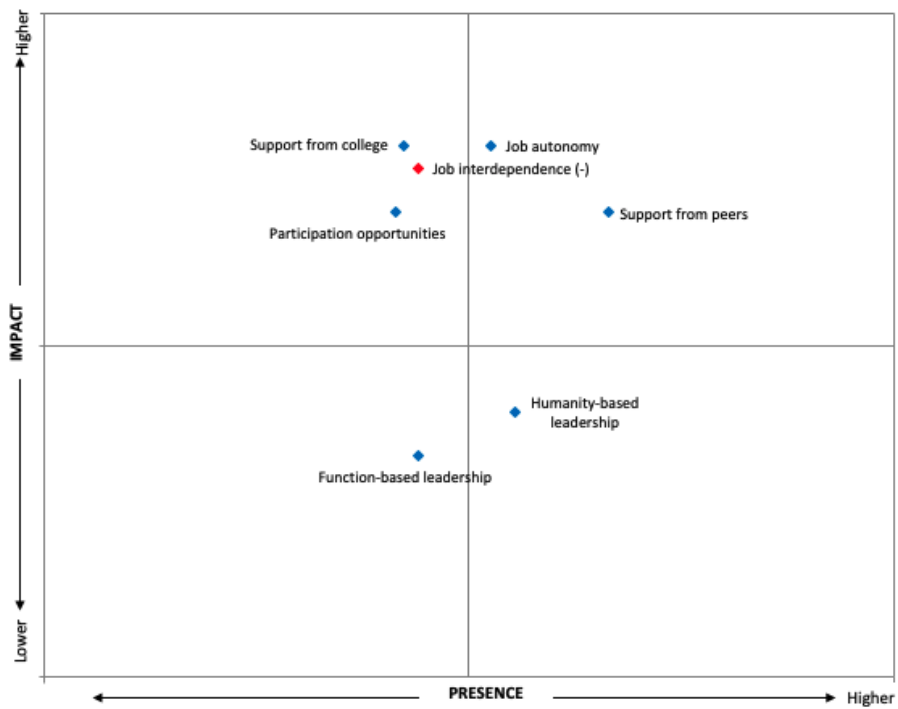 Higher
Support from college
Job autonomy
Job interdependence (-)
Support from peers
Participation opportunities
IMPACT
Humanity-based
leadership
Function-based leadership
Lower
PRESENCE
Higher